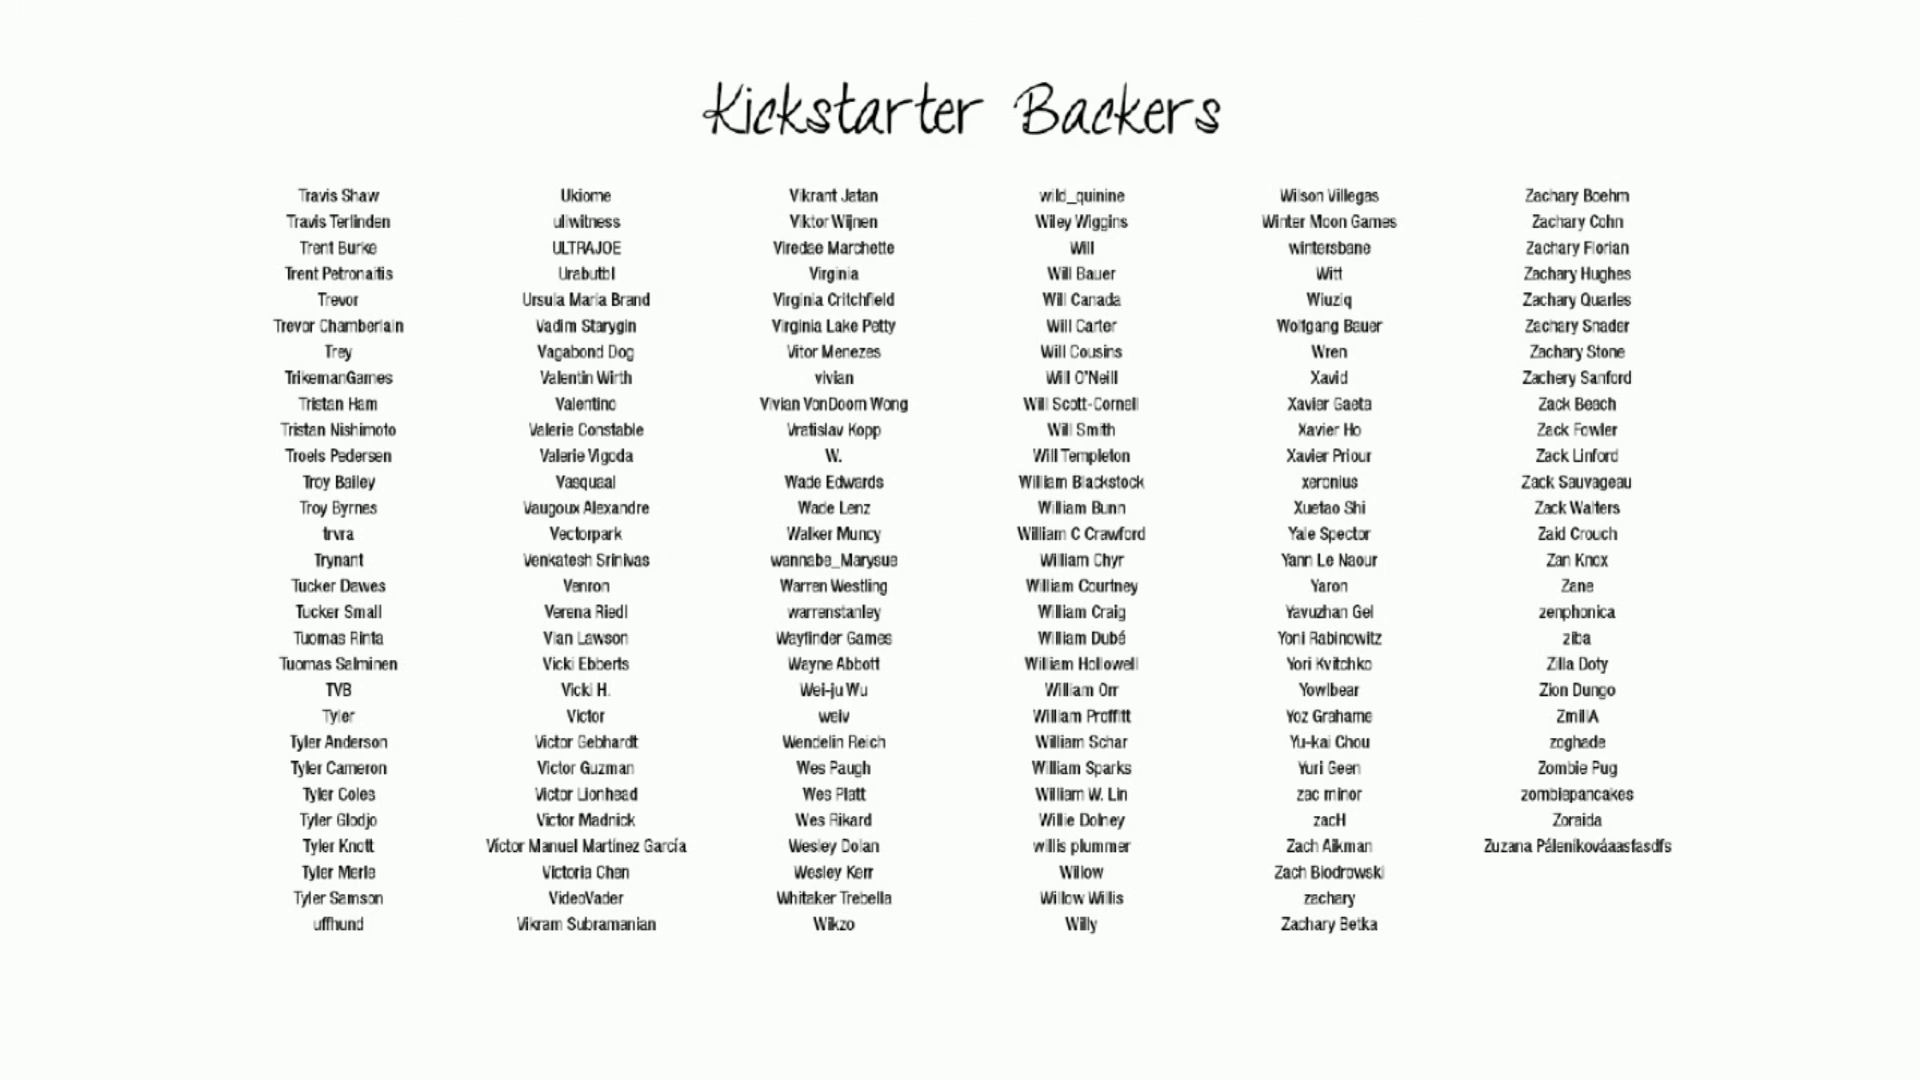 Kickstarter Backers
Travis Shaw
Travis Terlinden
Trent Burke
Trent Petronaitis
Trevor
Trevor Chamberlain
Trey
TrikemanGames
Tristan Ham
Tristan Nishimoto
Troels Pedersen
Troy Bailey
Troy Byrnes
trvra
Trynant
Tucker Dawes
Tucker Small
Tuomas Rinta
Tuomas Salminen
TVB
Tyler
Tyler Anderson
Tyler Cameron
Tyler Coles
Tyler Glodjo
Tyler Knott
Tyler Merle
Tyler Samson
uffhund
Ukiome
uliwitness
ULTRAJOE
Urabutbl
Ursula Maria Brand
Vadim Starygin
Vagabond Dog
Valentin Wirth
Valentino
Valerie Constable
Valerie Vigoda
Vasquaal
Vaugoux Alexandre
Vectorpark
Venkatesh Srinivas
Venron
Verena Riedl
Vian Lawson
Vicki Ebberts
Vicki H.
Victor
Victor Gebhardt
Victor Guzman
Victor Lionhead
Victor Madnick
Víctor Manuel Martínez García
Victoria Chen
VideoVader
Vikram Subramanian
Vikrant Jatan
Viktor Wijnen
Viredae Marchette
Virginia
Virginia Critchfield
Virginia Lake Petty
Vitor Menezes
vivian
Vivian VonDoom Wong
Vratislav Kopp
W.
Wade Edwards
Wade Lenz
Walker Muncy
wannabe_Marysue
Warren Westling
warrenstanley
Wayfinder Games
Wayne Abbott
Wei-ju Wu
weiv
Wendelin Reich
Wes Paugh
Wes Platt
Wes Rikard
Wesley Dolan
Wesley Kerr
Whitaker Trebella
Wikzo
wild_quinine
Wiley Wiggins
Will
Will Bauer
Will Canada
Will Carter
Will Cousins
Will O'Neill
Will Scott-Cornell
Will Smith
Will Templeton
William Blackstock
William Bunn
William C Crawford
William Chyr
William Courtney
William Craig
William Dubé
William Hollowell
William Orr
William Proffitt
William Schar
William Sparks
William W. Lin
Willie Dolney
willis plummer
Willow
Willow Willis
Willy
Wilson Villegas
Winter Moon Games
wintersbane
Witt
Wiuziq
Wolfgang Bauer
Wren
Xavid
Xavier Gaeta
Xavier Ho
Xavier Priour
xeronius
Xuetao Shi
Yale Spector
Yann Le Naour
Yaron
Yavuzhan Gel
Yoni Rabinowitz
Yori Kvitchko
Yowlbear
Yoz Grahame
Yu-kai Chou
Yuri Geen
zac minor
zacH
Zach Aikman
Zach Biodrowski
zachary
Zachary Betka
Zachary Boehm
Zachary Cohn
Zachary Florian
Zachary Hughes
Zachary Quarles
Zachary Snader
Zachary Stone
Zachery Sanford
Zack Beach
Zack Fowler
Zack Linford
Zack Sauvageau
Zack Walters
Zaid Crouch
Zan Knox
Zane
zenphonica
ziba
Zilla Doty
Zion Dungo
ZmillA
zoghade
Zombie Pug
zombiepancakes
Zoraida
Zuzana Pálenikováaasfasdfs